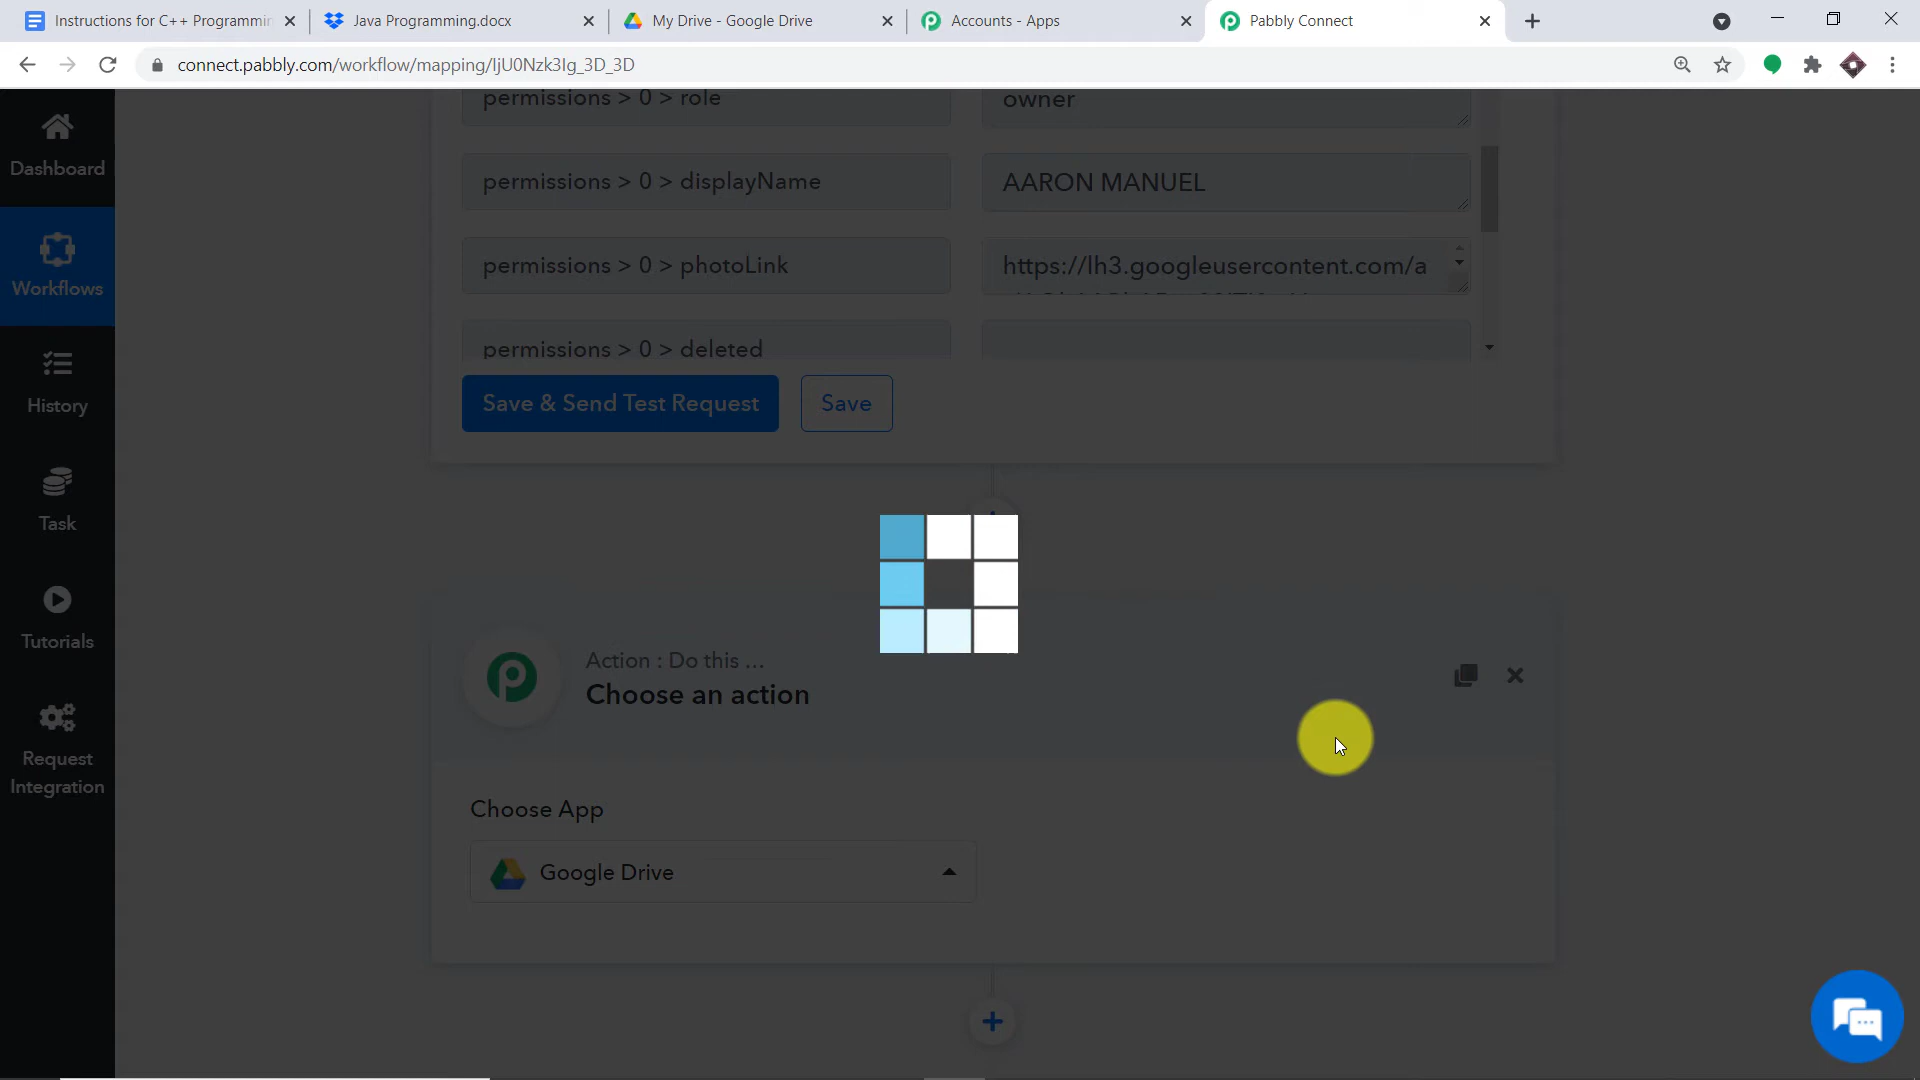 Instructions for C++ Programmin
Java Programming.docx
My Drive - Google Drive
Accounts - Apps
Pabbly Connect
connect.pabbly.com/workflow/mapping/IjU0Nzk3Ig_3D_3D
Dashboard
Workflows
History
Task
Tutorials
Request
Integration
permissions > 0 > role
owner
permissions > 0 > displayName
AARON MANUEL
permissions > 0 > photoLink
https://lh3.googleusercontent.com/a
permissions > 0 > deleted
Save & Send Test Request
Save
Action : Do this ...
Choose an action
Choose App
Google Drive